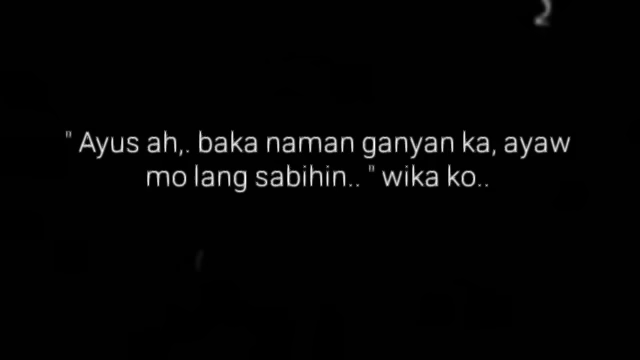 " Ayus ah,. baka naman ganyan ka, ayaw
mo lang sabihin.. " wika ko..